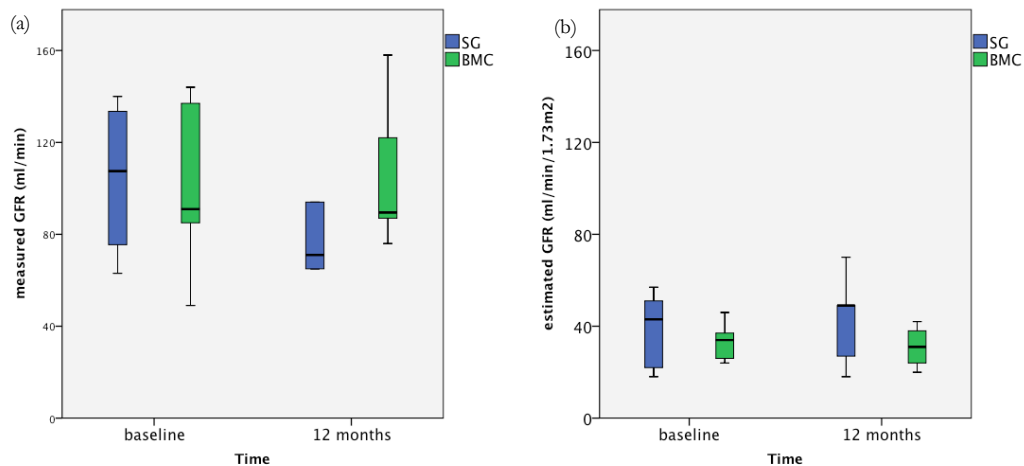 (a)
measured GFR (ml/min)
160
120
80
40
0
baseline 12 months
Time
SG
BMC
(b)
estimated GFR (ml/min/1.73m2)
160
120
80
40
0
baseline 12 months
Time
SG
BMC